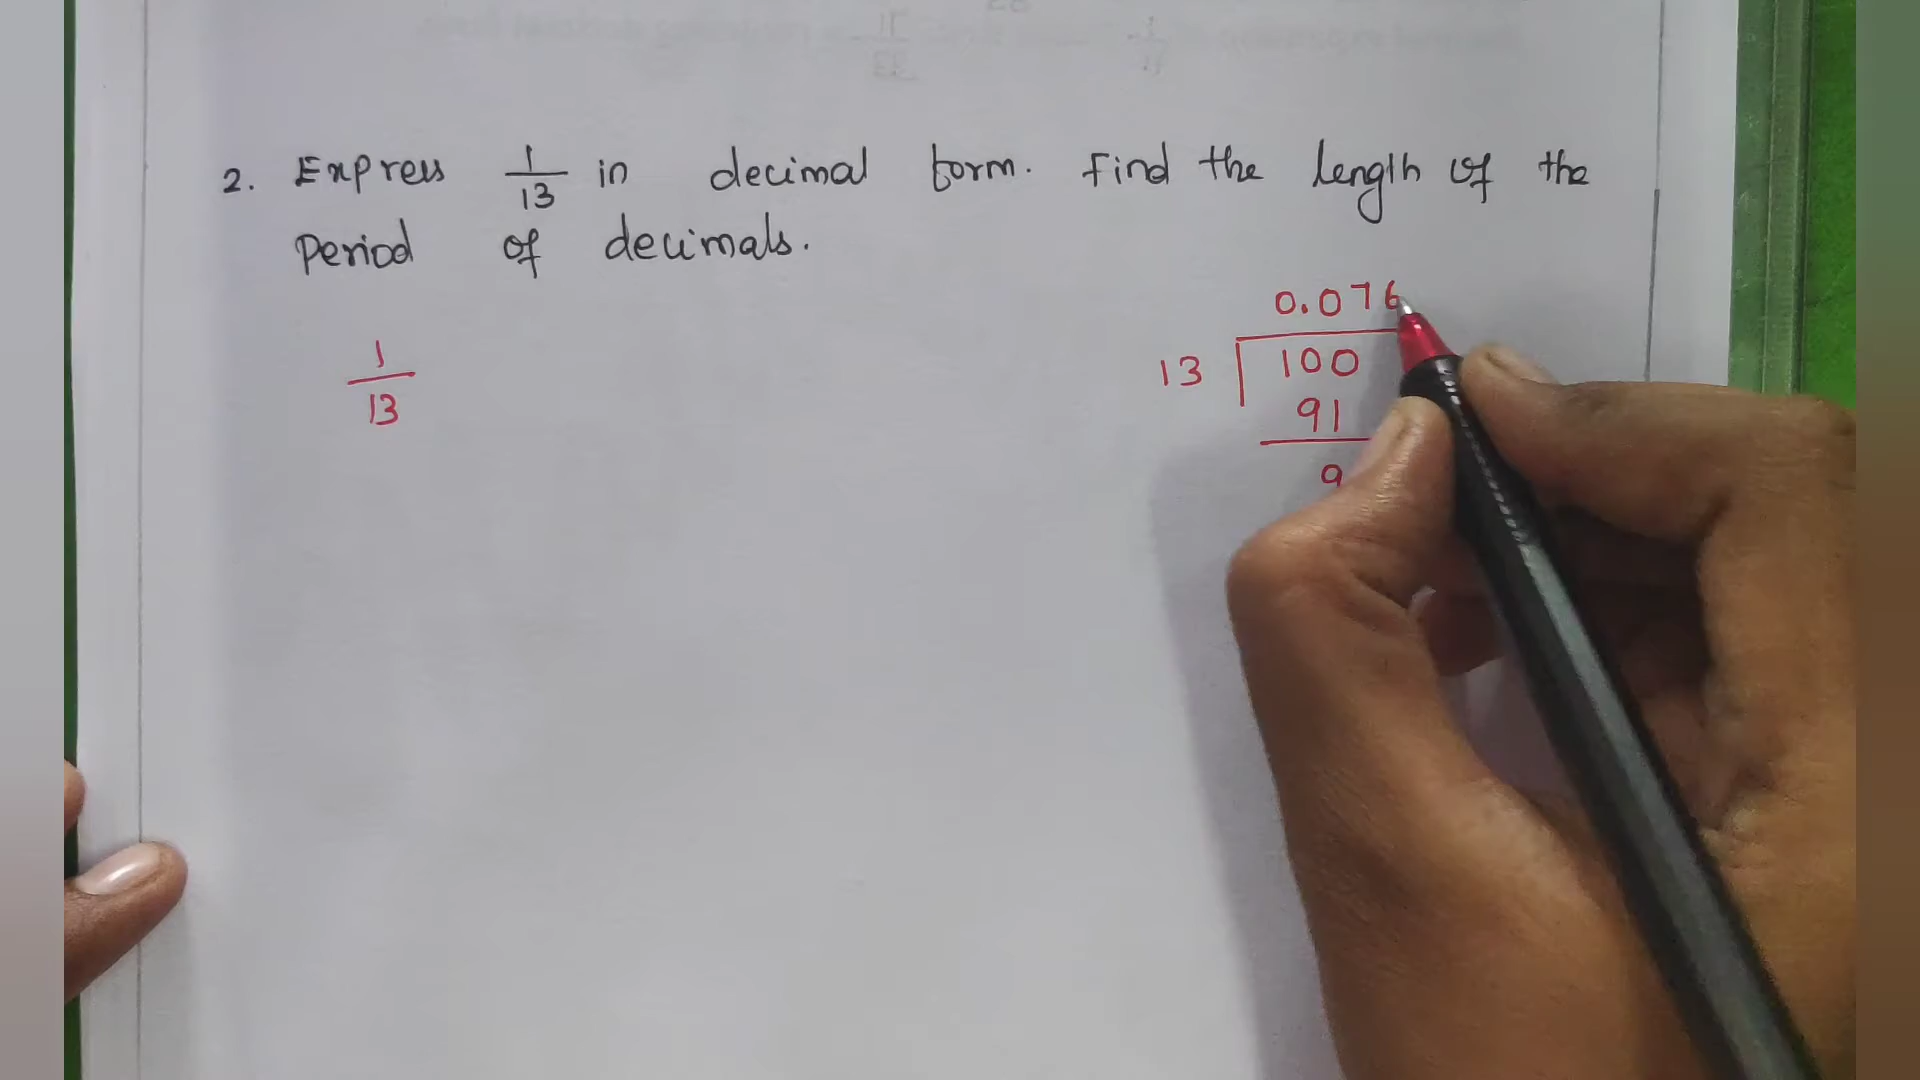 2. Express 1/13 in decimal form. Find the length of the
Period of decimals.
0.076
1/13
13 100
91
9